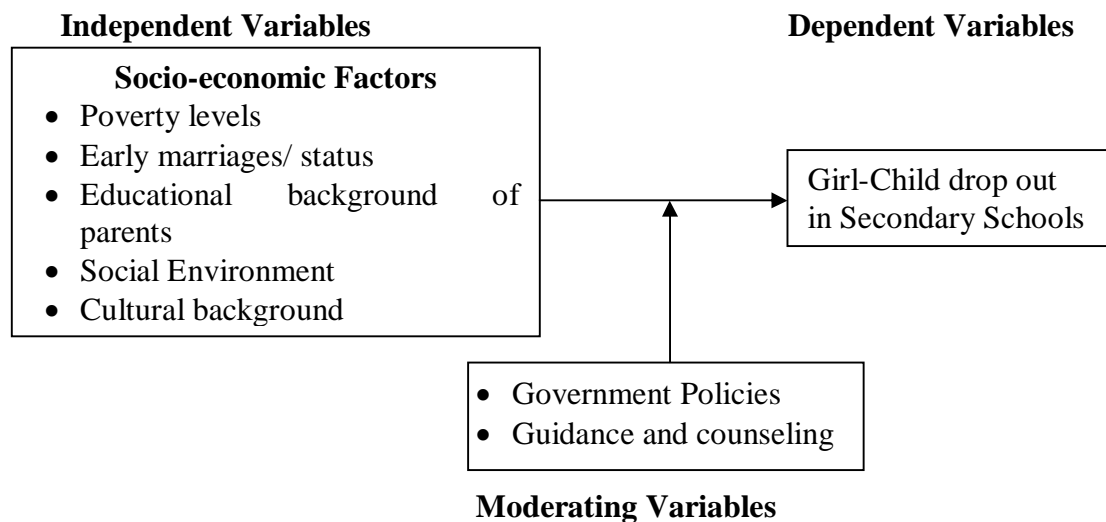 Independent Variables
Dependent Variables
Socio-economic Factors
• Poverty levels
• Early marriages/ status
• Educational background of
parents
• Social Environment
• Cultural background
Girl-Child drop out
in Secondary Schools
• Government Policies
• Guidance and counseling
Moderating Variables